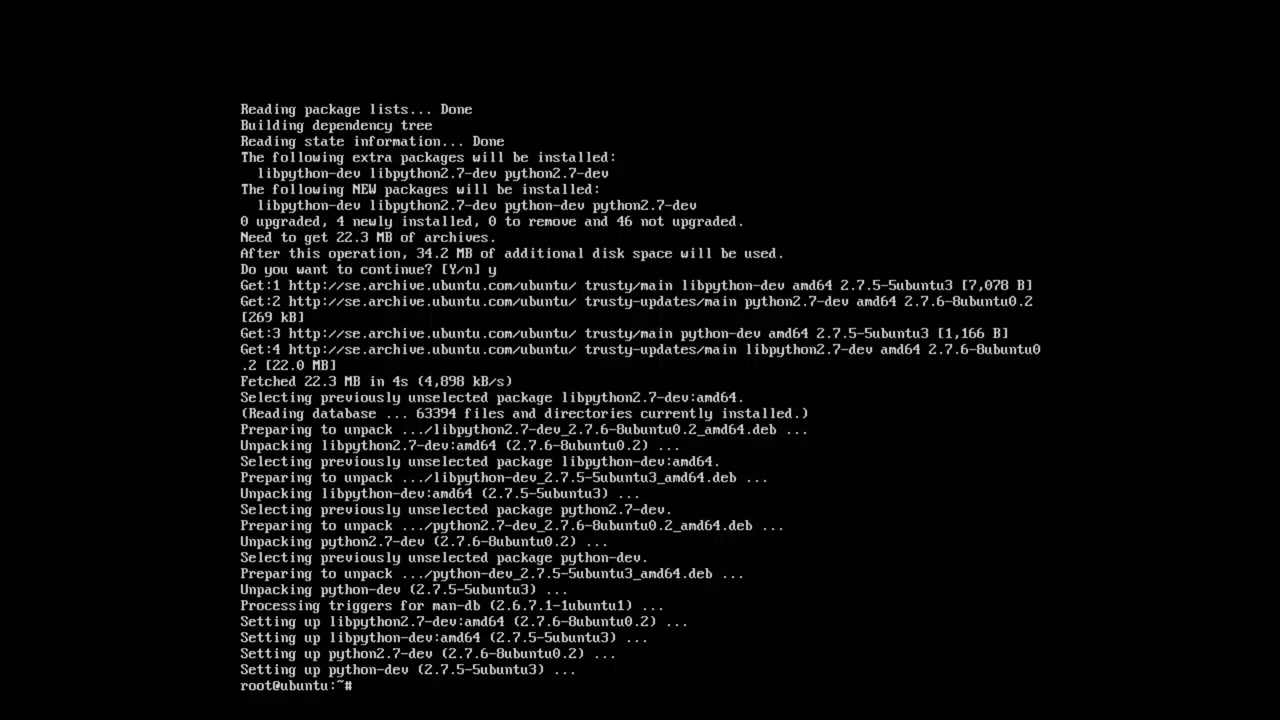 Reading package lists... Done
Building dependency tree
Reading state information... Done
The following extra packages will be installed:
  libpython-dev libpython2.7-dev python2.7-dev
The following NEW packages will be installed:
  libpython-dev libpython2.7-dev python-dev python2.7-dev
0 upgraded, 4 newly installed, 0 to remove and 46 not upgraded.
Need to get 22.3 MB of archives.
After this operation, 34.2 MB of additional disk space will be used.
Do you want to continue? [Y/n] y
Get:1 http://se.archive.ubuntu.com/ubuntu/ trusty/main libpython-dev amd64 2.7.5-5ubuntu3 [7,078 B]
Get:2 http://se.archive.ubuntu.com/ubuntu/ trusty-updates/main python2.7-dev amd64 2.7.6-8ubuntu0.2
[269 kB]
Get:3 http://se.archive.ubuntu.com/ubuntu/ trusty/main python-dev amd64 2.7.5-5ubuntu3 [1,166 B]
Get:4 http://se.archive.ubuntu.com/ubuntu/ trusty-updates/main libpython2.7-dev amd64 2.7.6-8ubuntu0
.2 [22.0 MB]
Fetched 22.3 MB in 4s (4,898 kB/s)
Selecting previously unselected package libpython2.7-dev:amd64.
(Reading database ... 63394 files and directories currently installed.)
Preparing to unpack .../libpython2.7-dev_2.7.6-8ubuntu0.2_amd64.deb ...
Unpacking libpython2.7-dev:amd64 (2.7.6-8ubuntu0.2) ...
Selecting previously unselected package libpython-dev:amd64.
Preparing to unpack .../libpython-dev_2.7.5-5ubuntu3_amd64.deb ...
Unpacking libpython-dev:amd64 (2.7.5-5ubuntu3) ...
Selecting previously unselected package python2.7-dev.
Preparing to unpack .../python2.7-dev_2.7.6-8ubuntu0.2_amd64.deb ...
Unpacking python2.7-dev (2.7.6-8ubuntu0.2) ...
Selecting previously unselected package python-dev.
Preparing to unpack .../python-dev_2.7.5-5ubuntu3_amd64.deb ...
Unpacking python-dev (2.7.5-5ubuntu3) ...
Processing triggers for man-db (2.6.7.1-1ubuntu1) ...
Setting up libpython2.7-dev:amd64 (2.7.6-8ubuntu0.2) ...
Setting up libpython-dev:amd64 (2.7.5-5ubuntu3) ...
Setting up python2.7-dev (2.7.6-8ubuntu0.2) ...
Setting up python-dev (2.7.5-5ubuntu3) ...
root@ubuntu:~#